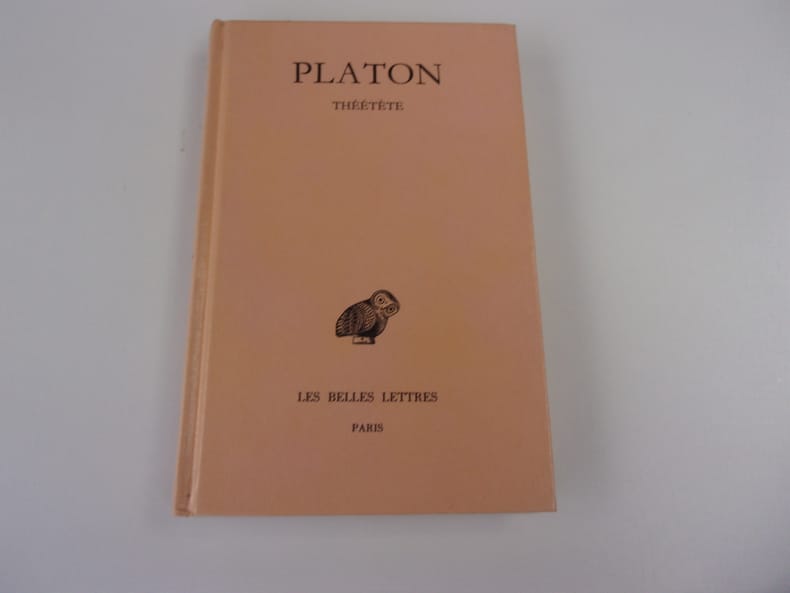 PLATON
THÉÉTÈTE
LES BELLES LETTRES
PARIS